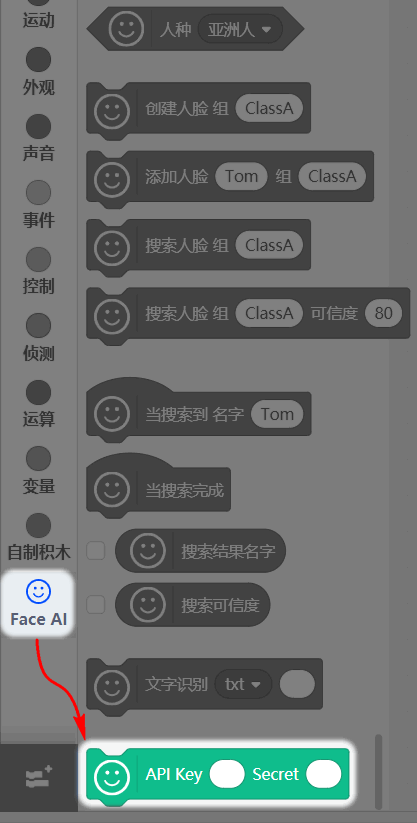 运动
外观
声音
事件
控制
侦测
运算
变量
自制积木
Face AI
人种 亚洲人
创建人脸 组 ClassA
添加人脸 Tom 组 ClassA
搜索人脸 组 ClassA
搜索人脸 组 ClassA 可信度 80
当搜索到 名字 Tom
当搜索完成
搜索结果名字
搜索可信度
文字识别 txt
API Key Secret